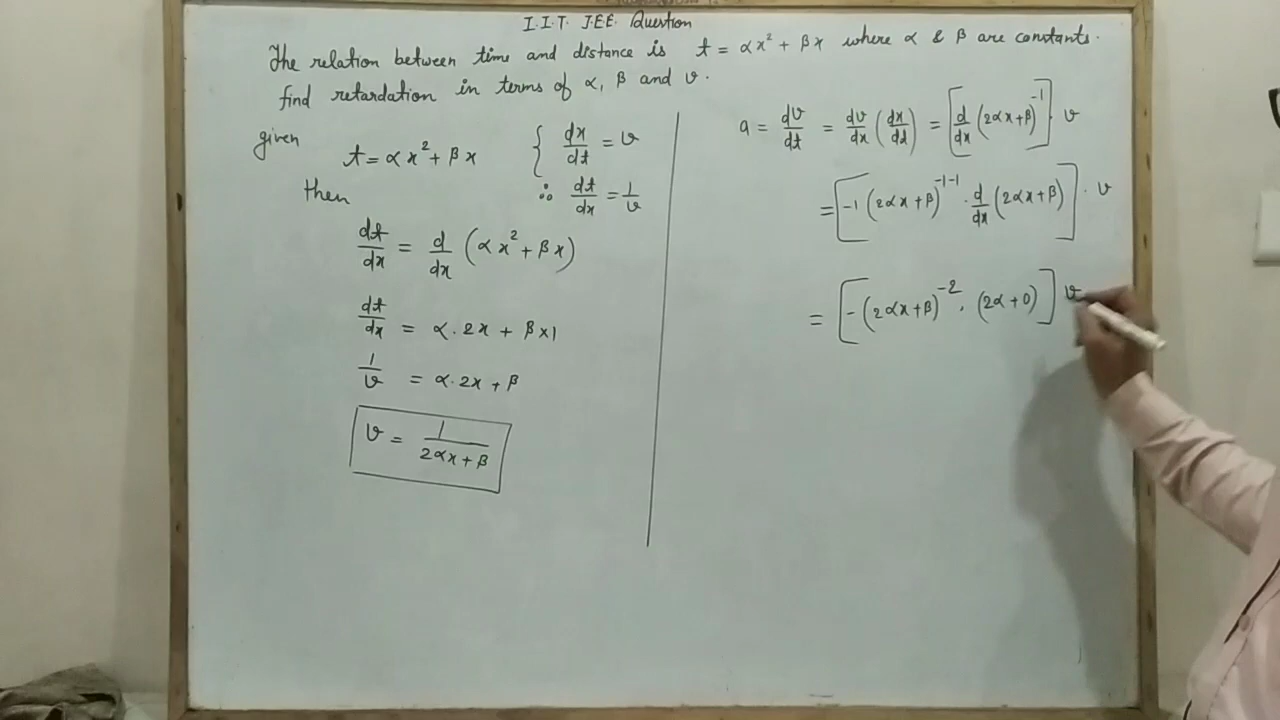 I.I.T. J.E.E. Question
The relation between time and distance is t = αx² + βx where α & β are constants.
find retardation in terms of α, β and v.
given t = αx² + βx { dx/dt = v
then ∴ dt/dx = 1/v
dt/dx = d/dx (αx² + βx)
dt/dx = α.2x + β×1
1/v = α.2x + β
v = 1/(2αx + β)
a = dv/dt = dv/dx (dx/dt) = [d/dx (2αx+β)⁻¹] v
= [-1 (2αx+β)⁻¹⁻¹ . d/dx (2αx+β)] . v
= [-(2αx+β)⁻² . (2α+0)] v